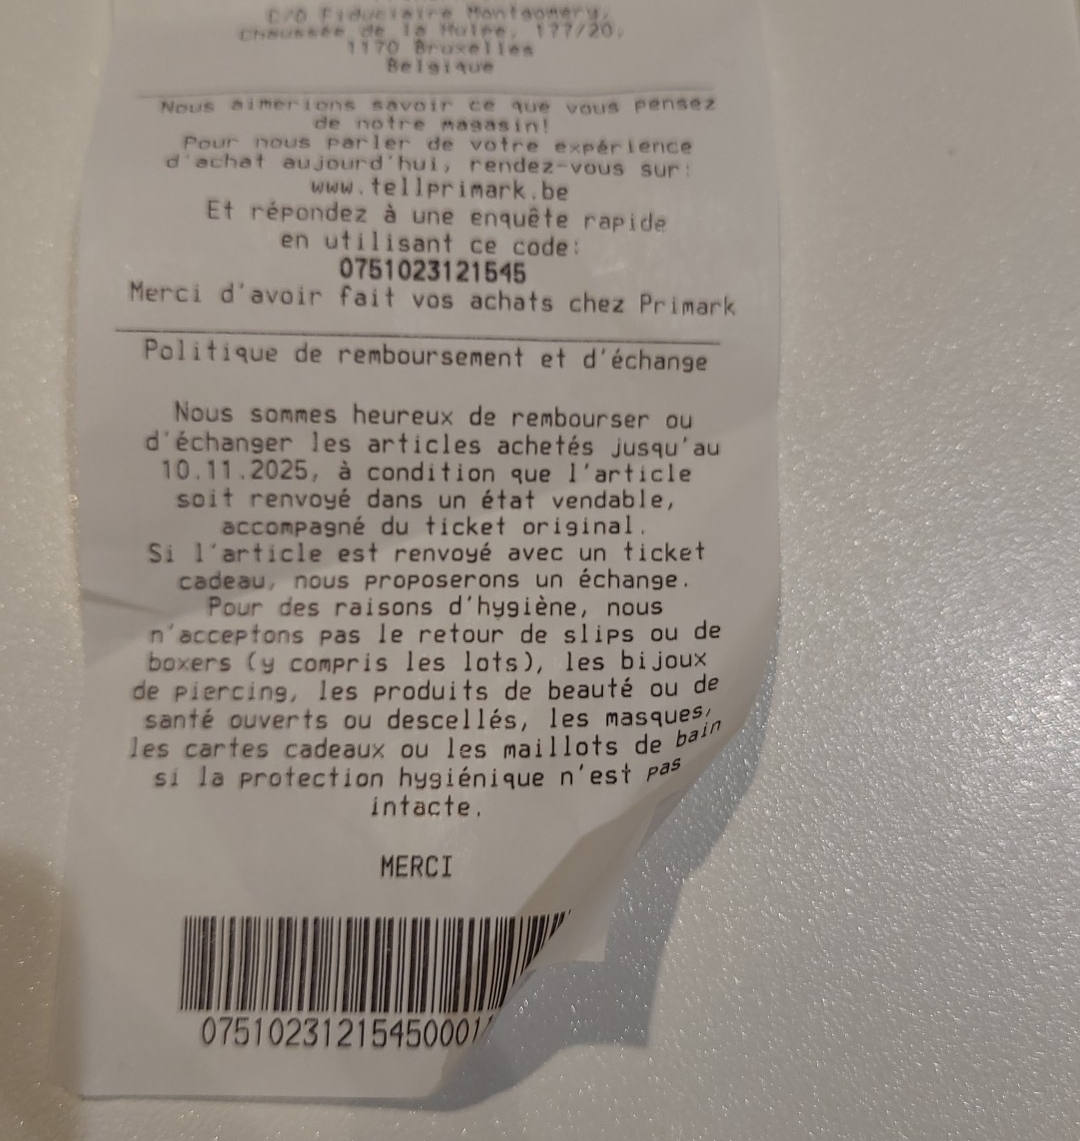 C/O Fiduciaire Montgomery,
Chaussée de la Hulpe, 177/20,
1170 Bruxelles
Belgique
Nous aimerions savoir ce que vous pensez
de notre magasin!
Pour nous parler de votre expérience
d'achat aujourd'hui, rendez-vous sur:
www.tellprimark.be
Et répondez à une enquête rapide
en utilisant ce code:
0751023121545
Merci d'avoir fait vos achats chez Primark
Politique de remboursement et d'échange
Nous sommes heureux de rembourser ou
d'échanger les articles achetés jusqu'au
10.11.2025, à condition que l'article
soit renvoyé dans un état vendable,
accompagné du ticket original.
Si l'article est renvoyé avec un ticket
cadeau, nous proposerons un échange.
Pour des raisons d'hygiène, nous
n'acceptons pas le retour de slips ou de
boxers (y compris les lots), les bijoux
de piercing, les produits de beauté ou de
santé ouverts ou descellés, les masques,
les cartes cadeaux ou les maillots de bain
si la protection hygiénique n'est pas
intacte.
MERCI
0751023121545000